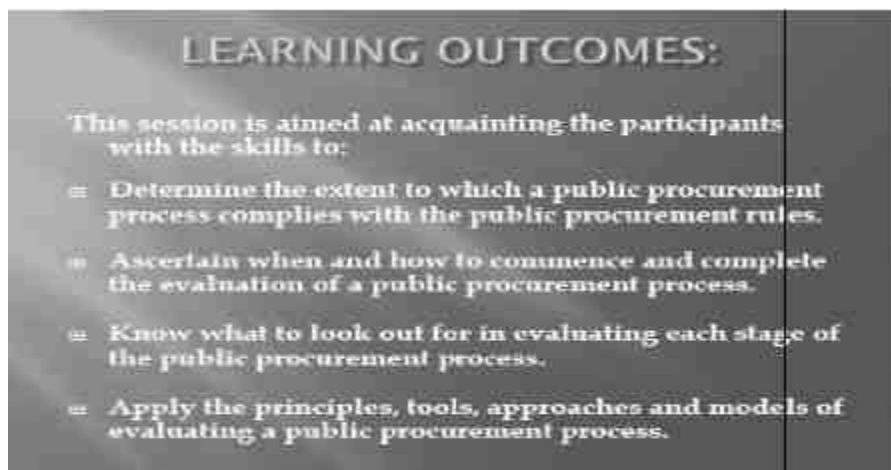 LEARNING OUTCOMES:
This session is aimed at acquainting the participants
with the skills to:
Determine the extent to which a public procurement
process complies with the public procurement rules.
Ascertain when and how to commence and complete
the evaluation of a public procurement process.
Know what to look out for in evaluating each stage of
the public procurement process.
Apply the principles, tools, approaches and models of
evaluating a public procurement process.